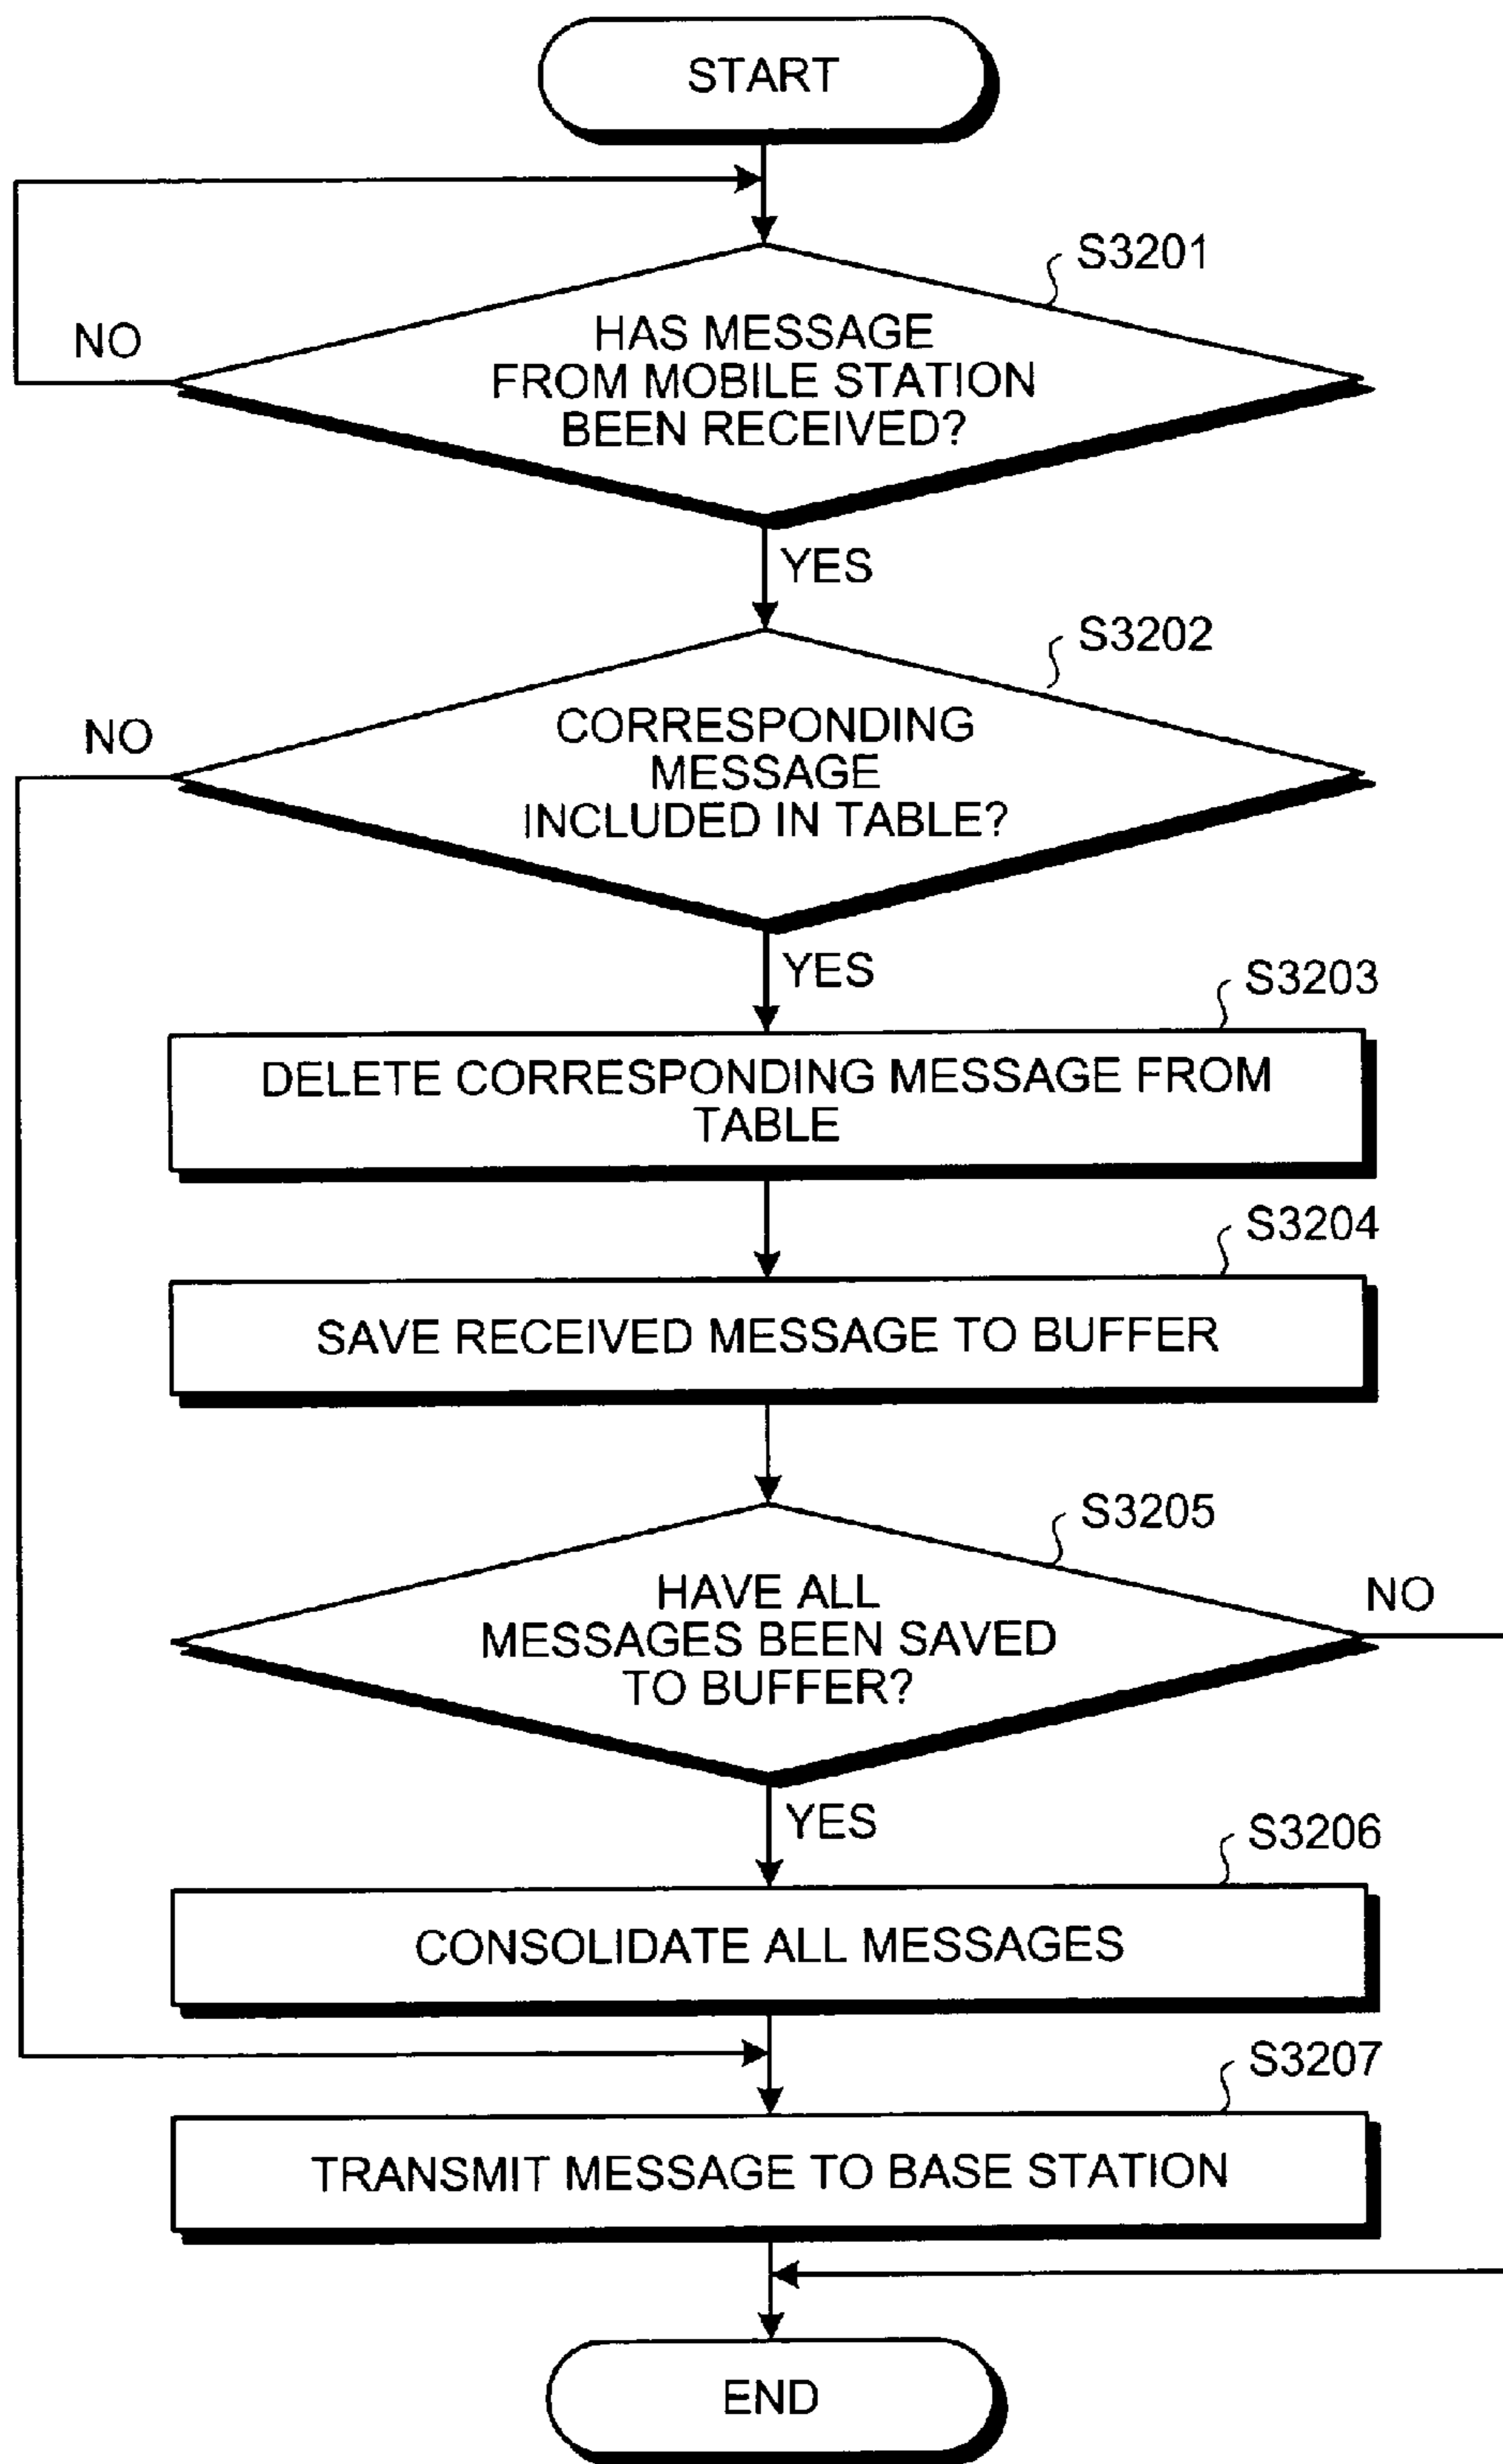 START
S3201
NO
HAS MESSAGE
FROM MOBILE STATION
BEEN RECEIVED?
YES
S3202
NO
CORRESPONDING
MESSAGE
INCLUDED IN TABLE?
YES
S3203
DELETE CORRESPONDING MESSAGE FROM
TABLE
S3204
SAVE RECEIVED MESSAGE TO BUFFER
S3205
HAVE ALL
MESSAGES BEEN SAVED
TO BUFFER?
NO
YES
S3206
CONSOLIDATE ALL MESSAGES
S3207
TRANSMIT MESSAGE TO BASE STATION
END